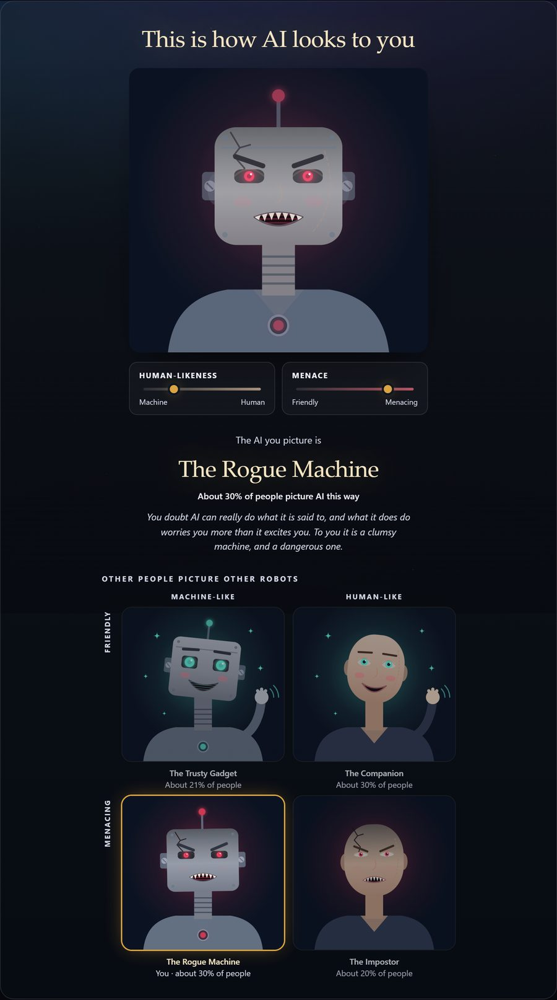 This is how AI looks to you
HUMAN-LIKENESS
Machine Human
MENACE
Friendly Menacing
The AI you picture is
The Rogue Machine
About 30% of people picture AI this way
You doubt AI can really do what it is said to, and what it does do
worries you more than it excites you. To you it is a clumsy
machine, and a dangerous one.
OTHER PEOPLE PICTURE OTHER ROBOTS
MACHINE-LIKE HUMAN-LIKE
FRIENDLY
The Trusty Gadget
About 21% of people
The Companion
About 30% of people
MENACING
The Rogue Machine
You · about 30% of people
The Impostor
About 20% of people